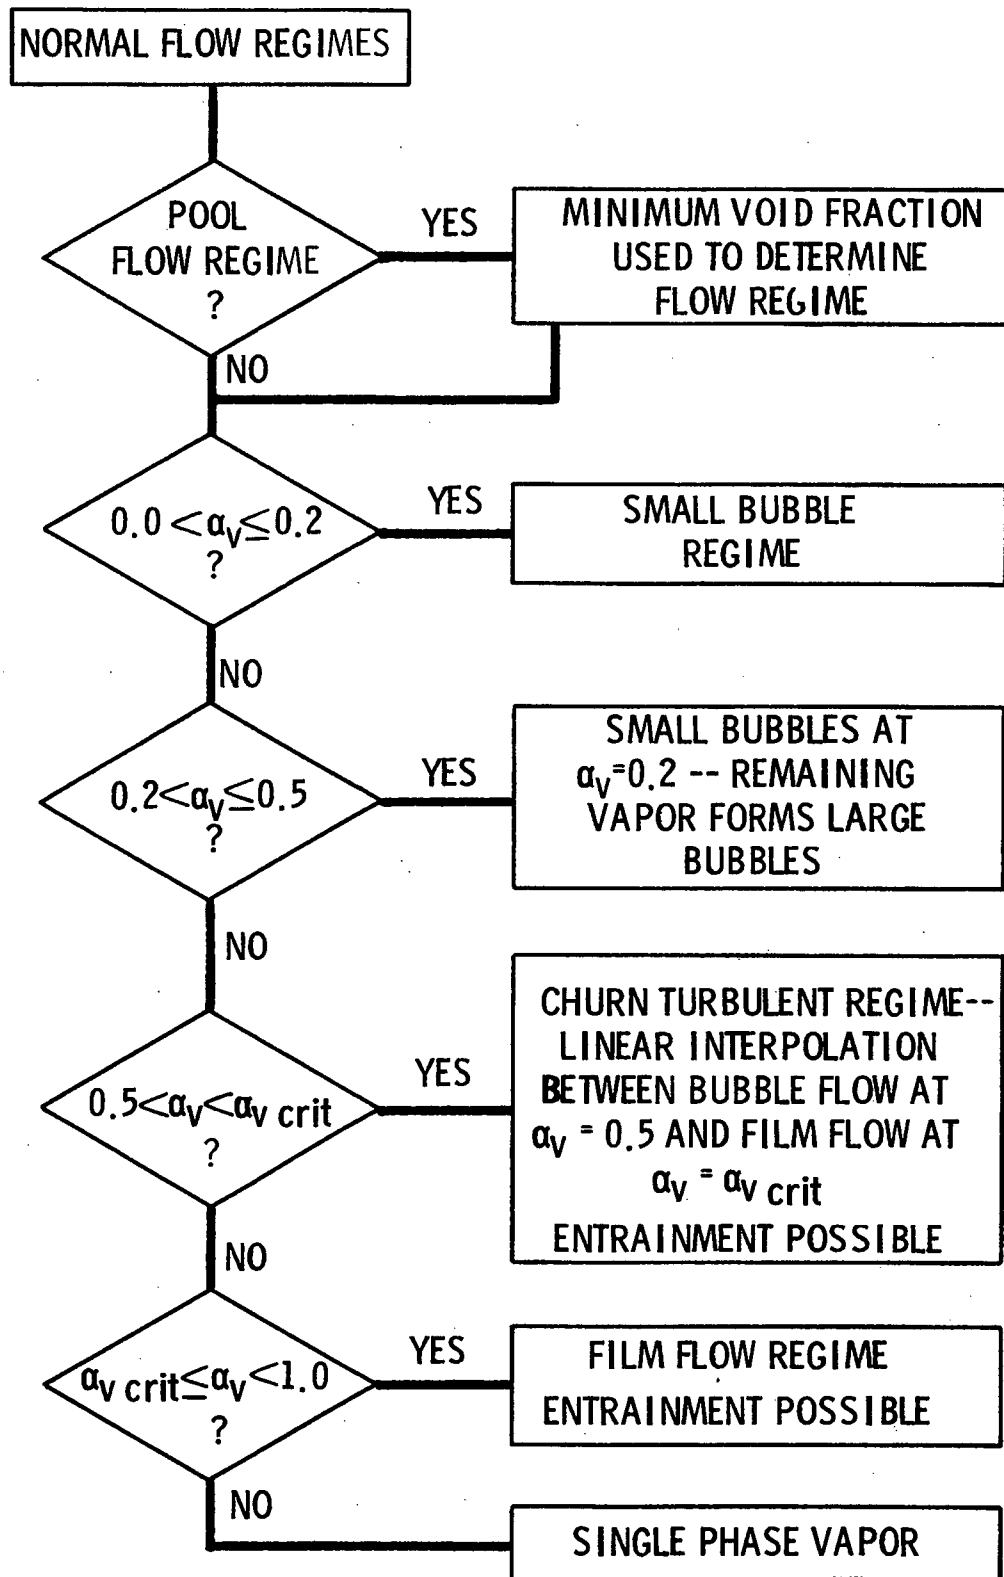 NORMAL FLOW REGIMES
POOL
FLOW REGIME
?
YES
MINIMUM VOID FRACTION
USED TO DETERMINE
FLOW REGIME
NO
0.0 < αv ≤ 0.2
?
YES
SMALL BUBBLE
REGIME
NO
0.2 < αv ≤ 0.5
?
YES
SMALL BUBBLES AT
αv = 0.2 -- REMAINING
VAPOR FORMS LARGE
BUBBLES
NO
0.5 < αv < αv crit
?
YES
CHURN TURBULENT REGIME--
LINEAR INTERPOLATION
BETWEEN BUBBLE FLOW AT
αv = 0.5 AND FILM FLOW AT
αv = αv crit
ENTRAINMENT POSSIBLE
NO
αv crit ≤ αv < 1.0
?
YES
FILM FLOW REGIME
ENTRAINMENT POSSIBLE
NO
SINGLE PHASE VAPOR